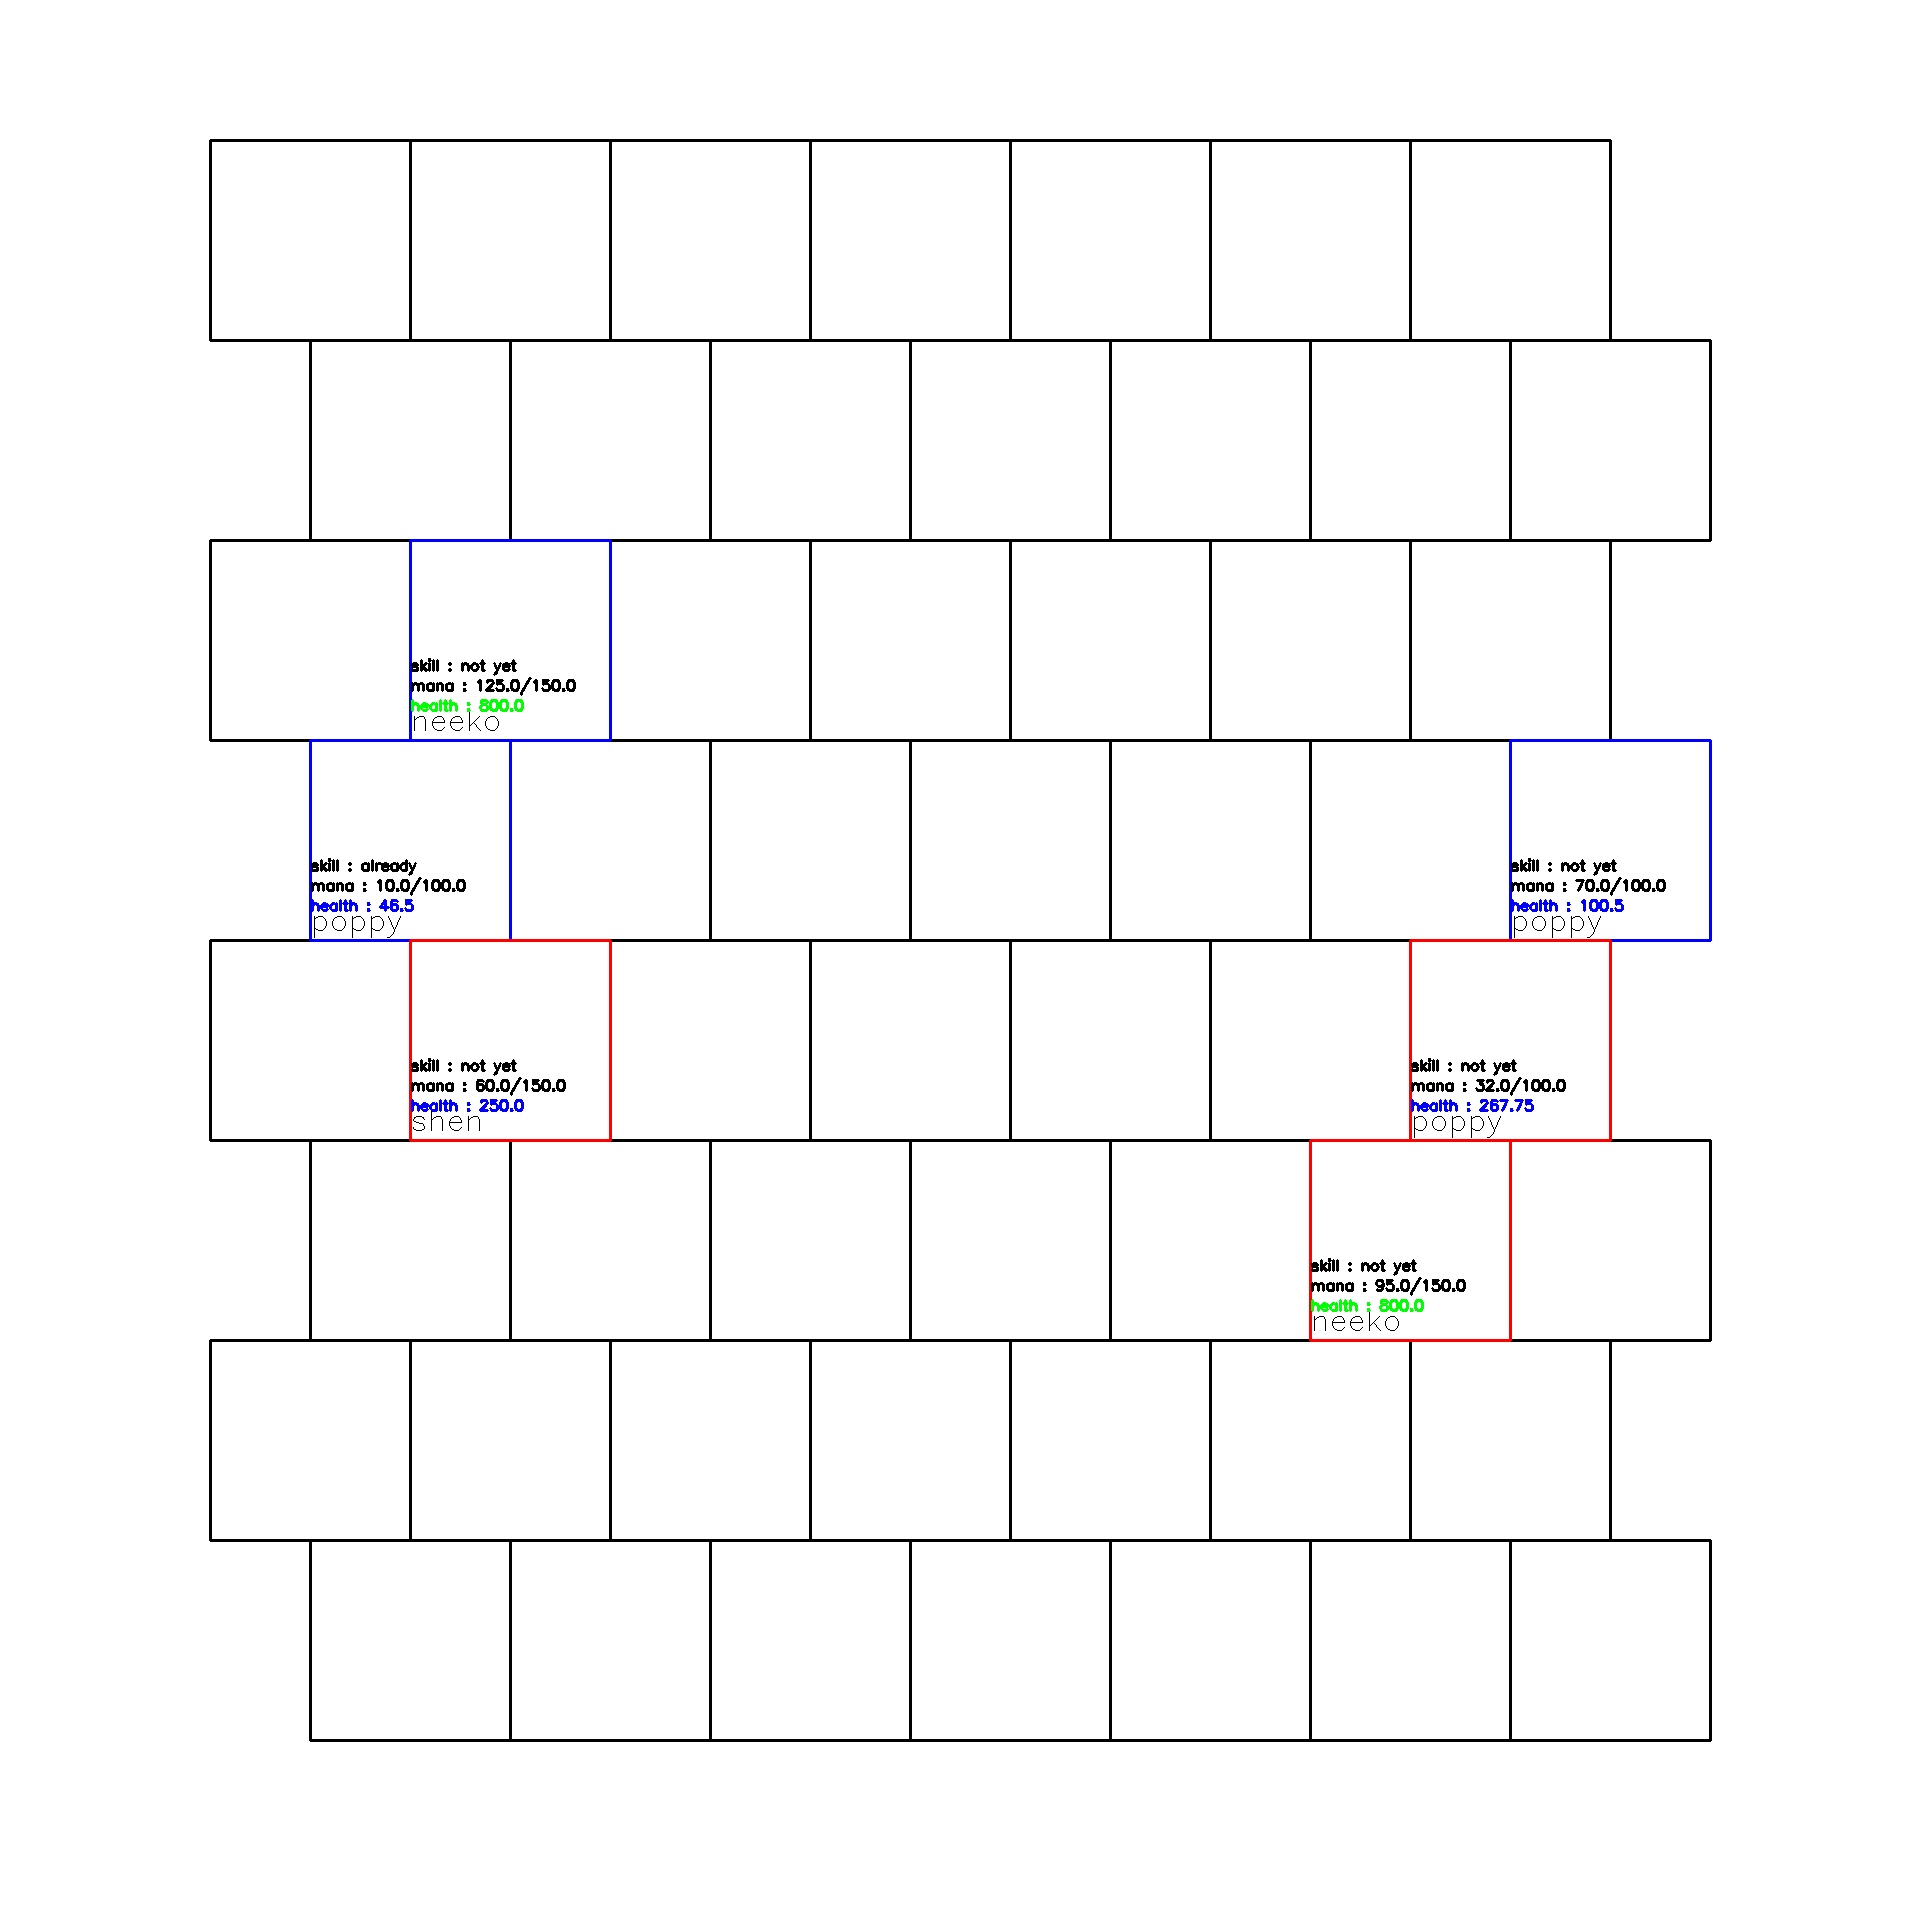 skill : not yet
mana : 125.0/150.0
health : 800.0
neeko
skill : already
mana : 10.0/100.0
health : 46.5
poppy
skill : not yet
mana : 70.0/100.0
health : 100.5
poppy
skill : not yet
mana : 60.0/150.0
health : 250.0
shen
skill : not yet
mana : 32.0/100.0
health : 267.75
poppy
skill : not yet
mana : 95.0/150.0
health : 800.0
neeko